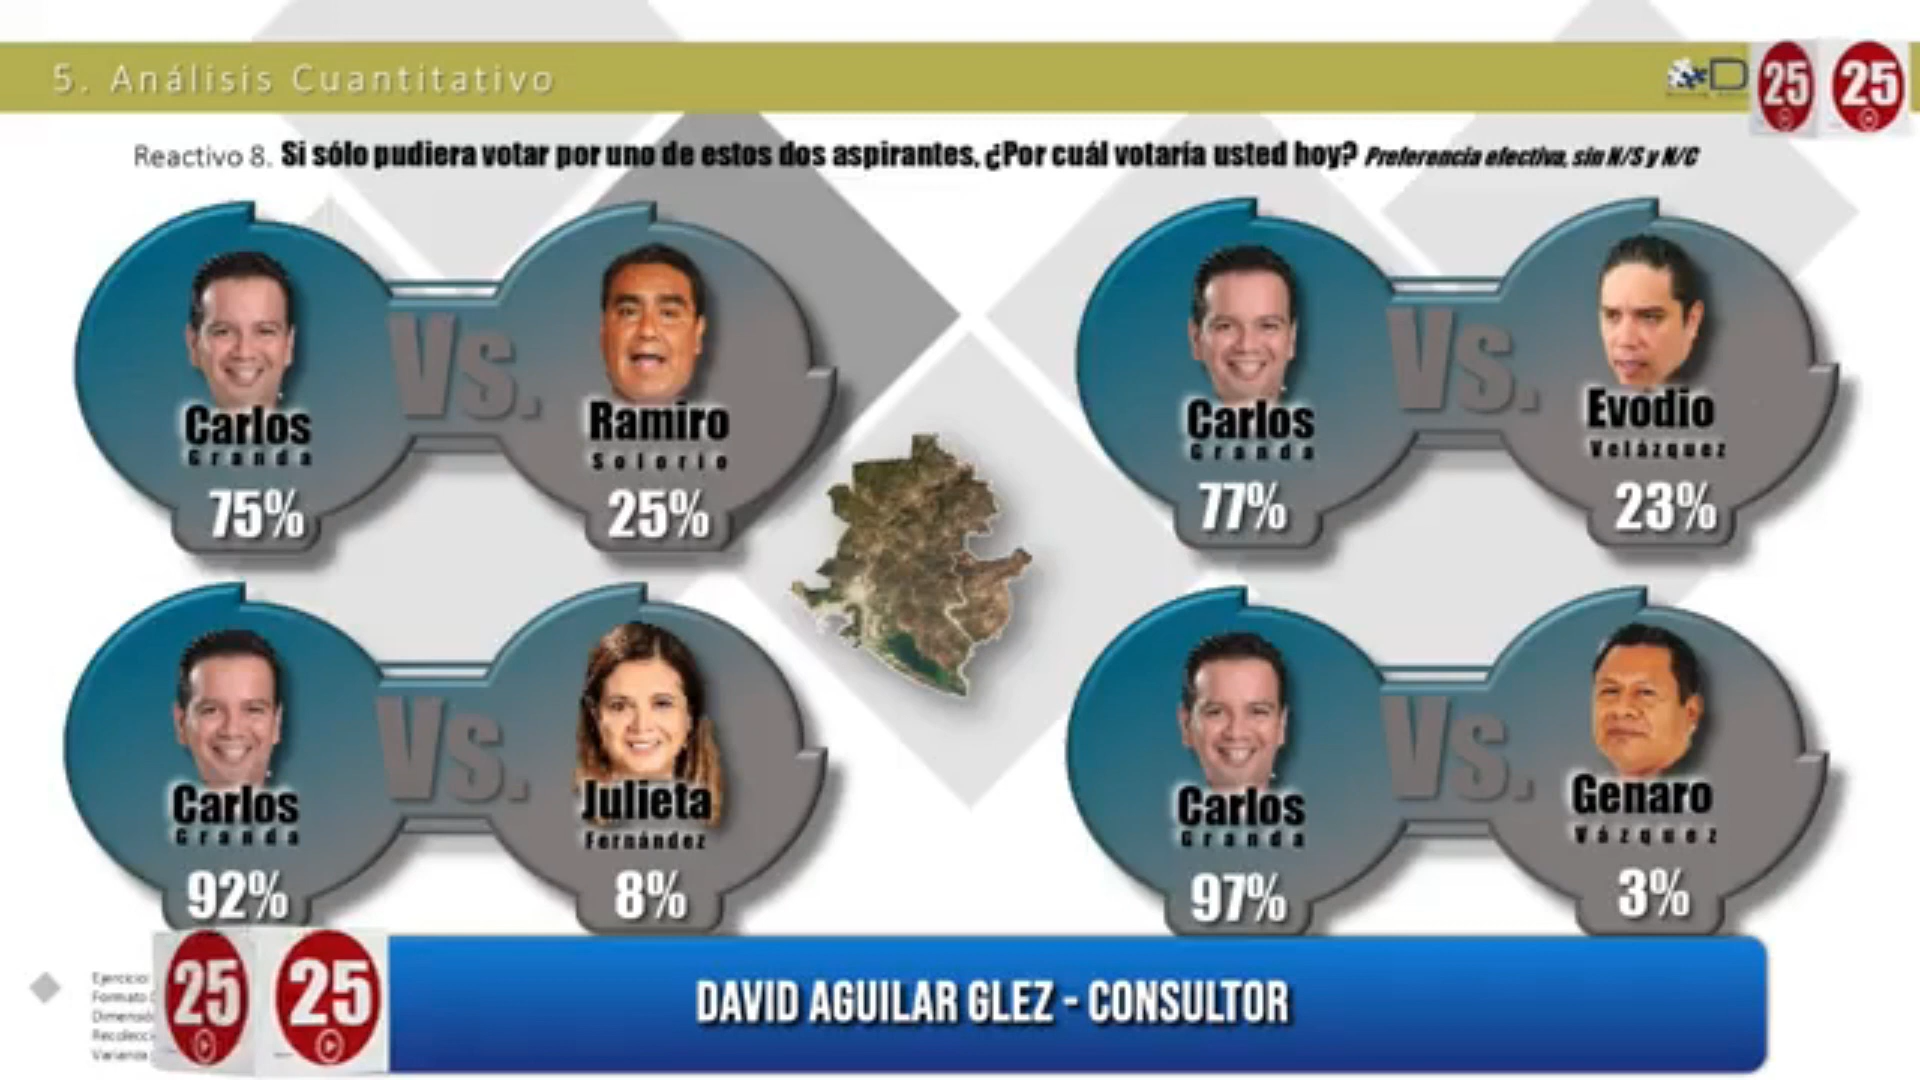 5. Análisis Cuantitativo
25 25
Reactivo 8. Si sólo pudiera votar por uno de estos dos aspirantes, ¿Por cuál votaría usted hoy? Preferencia efectiva, sin N/S y N/C
Carlos
Granda
75%
Vs.
Ramiro
Solorio
25%
Carlos
Granda
77%
Vs.
Evodio
Velázquez
23%
Carlos
Granda
92%
Vs.
Julieta
Fernández
8%
Carlos
Granda
97%
Vs.
Genaro
Vázquez
3%
Ejercicio
Formato
25 25
DAVID AGUILAR GLEZ - CONSULTOR